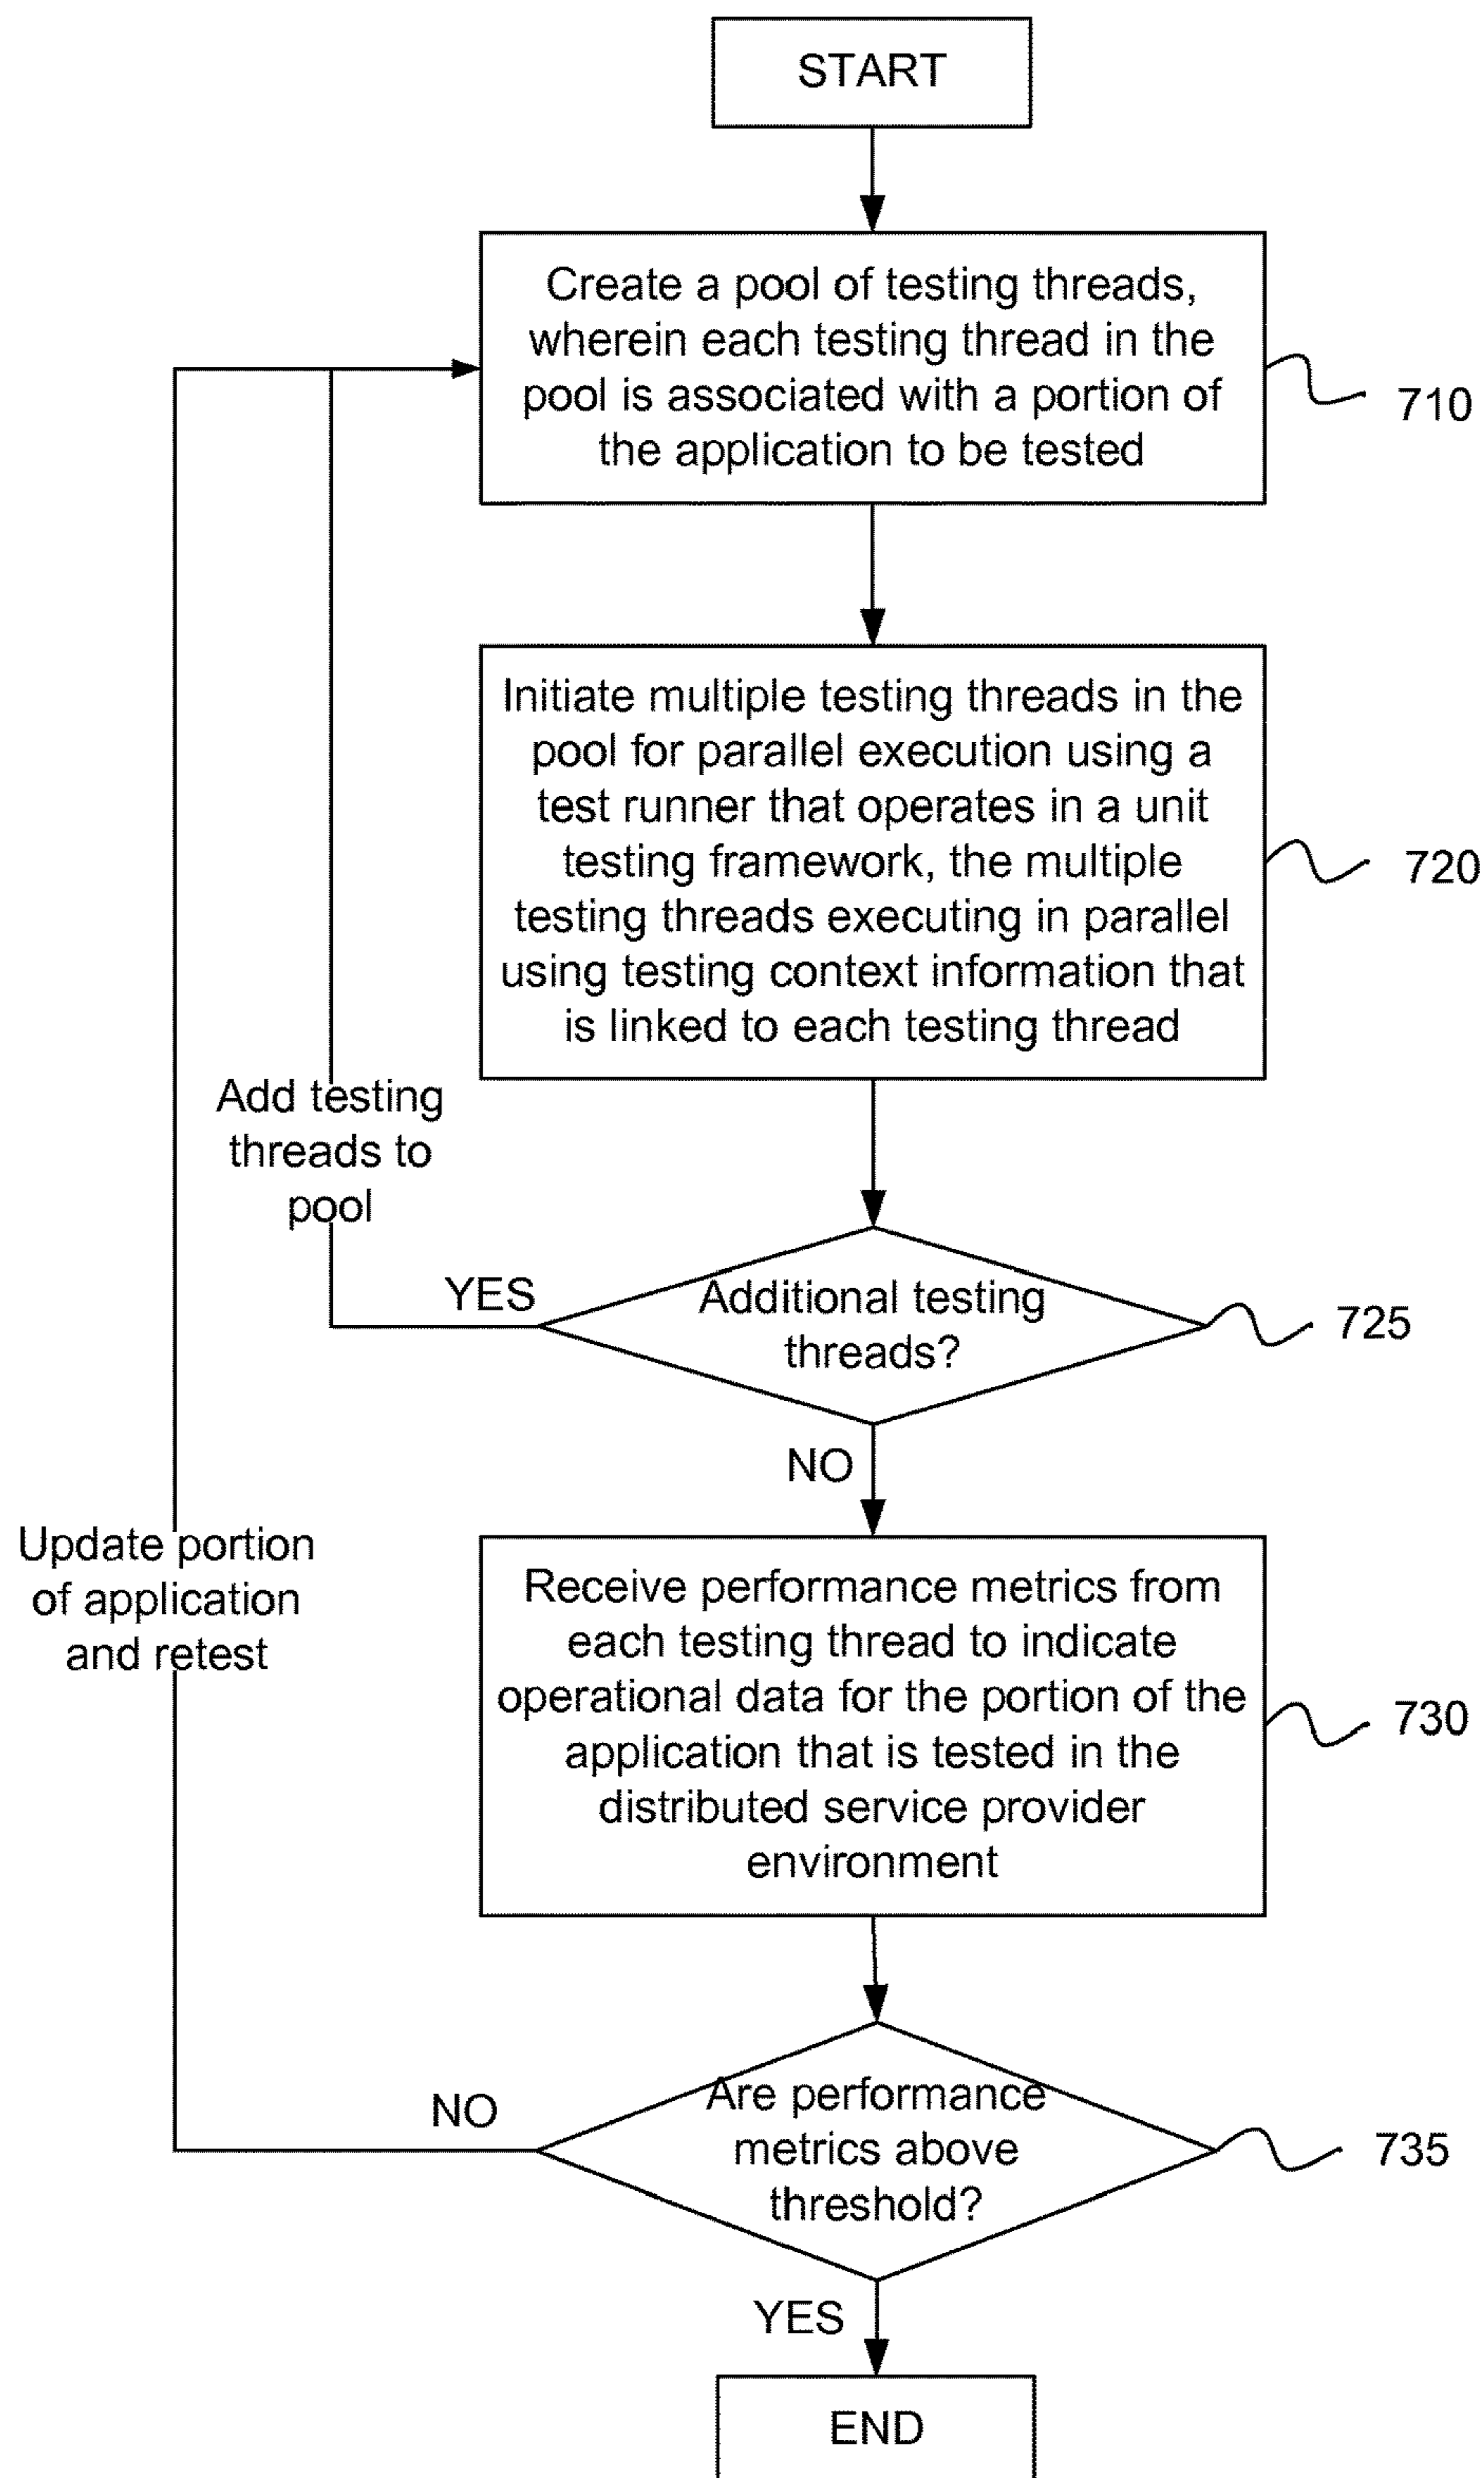 START
Create a pool of testing threads,
wherein each testing thread in the
pool is associated with a portion of
the application to be tested
710
Initiate multiple testing threads in the
pool for parallel execution using a
test runner that operates in a unit
testing framework, the multiple
testing threads executing in parallel
using testing context information that
is linked to each testing thread
720
Add testing
threads to
pool
YES
Additional testing
threads?
725
NO
Update portion
of application
and retest
Receive performance metrics from
each testing thread to indicate
operational data for the portion of the
application that is tested in the
distributed service provider
environment
730
NO
Are performance
metrics above
threshold?
735
YES
END